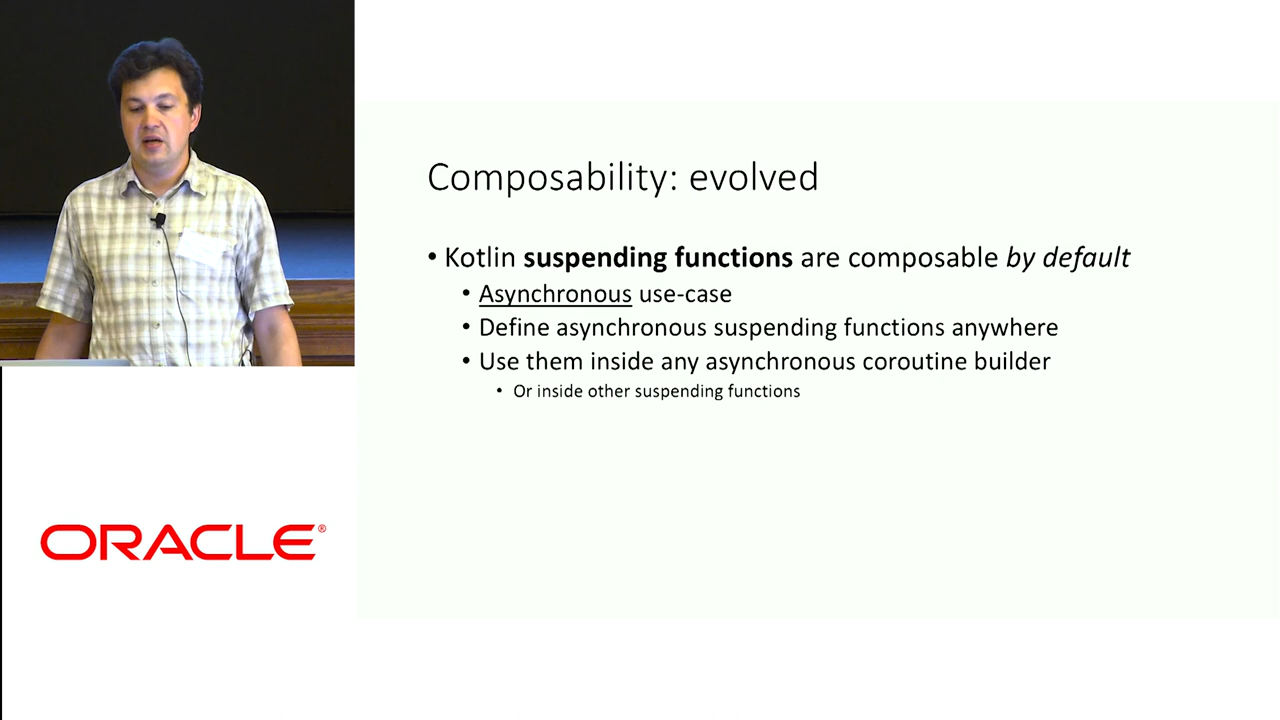 Composability: evolved
• Kotlin suspending functions are composable by default
• Asynchronous use-case
• Define asynchronous suspending functions anywhere
• Use them inside any asynchronous coroutine builder
• Or inside other suspending functions
ORACLE®